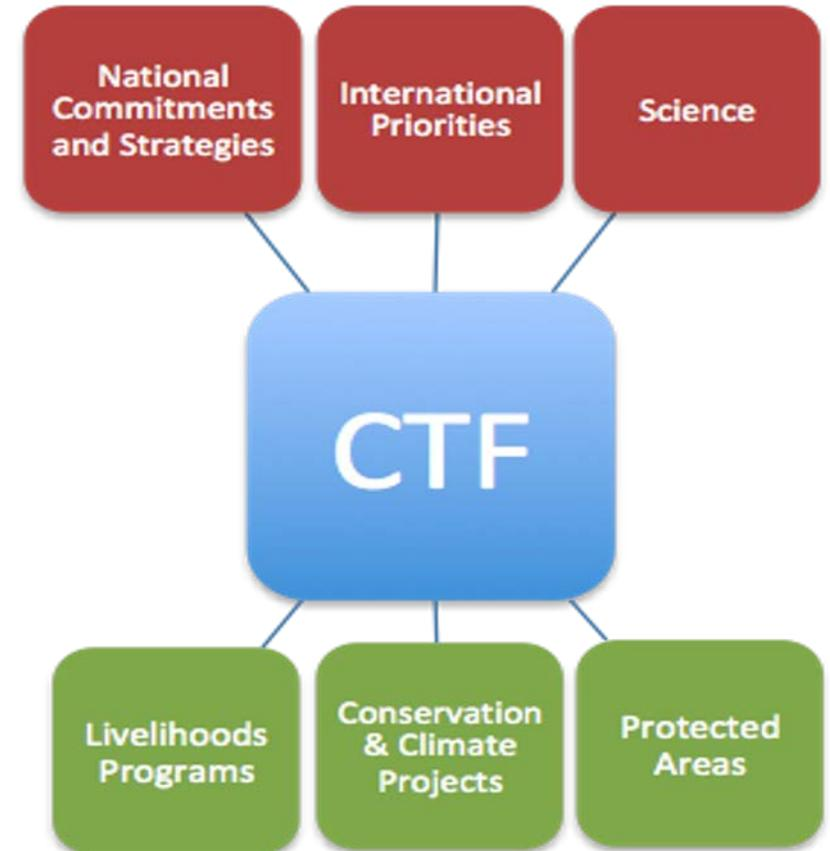 National
Commitments
and Strategies
International
Priorities
Science
CTF
Livelihoods
Programs
Conservation
& Climate
Projects
Protected
Areas